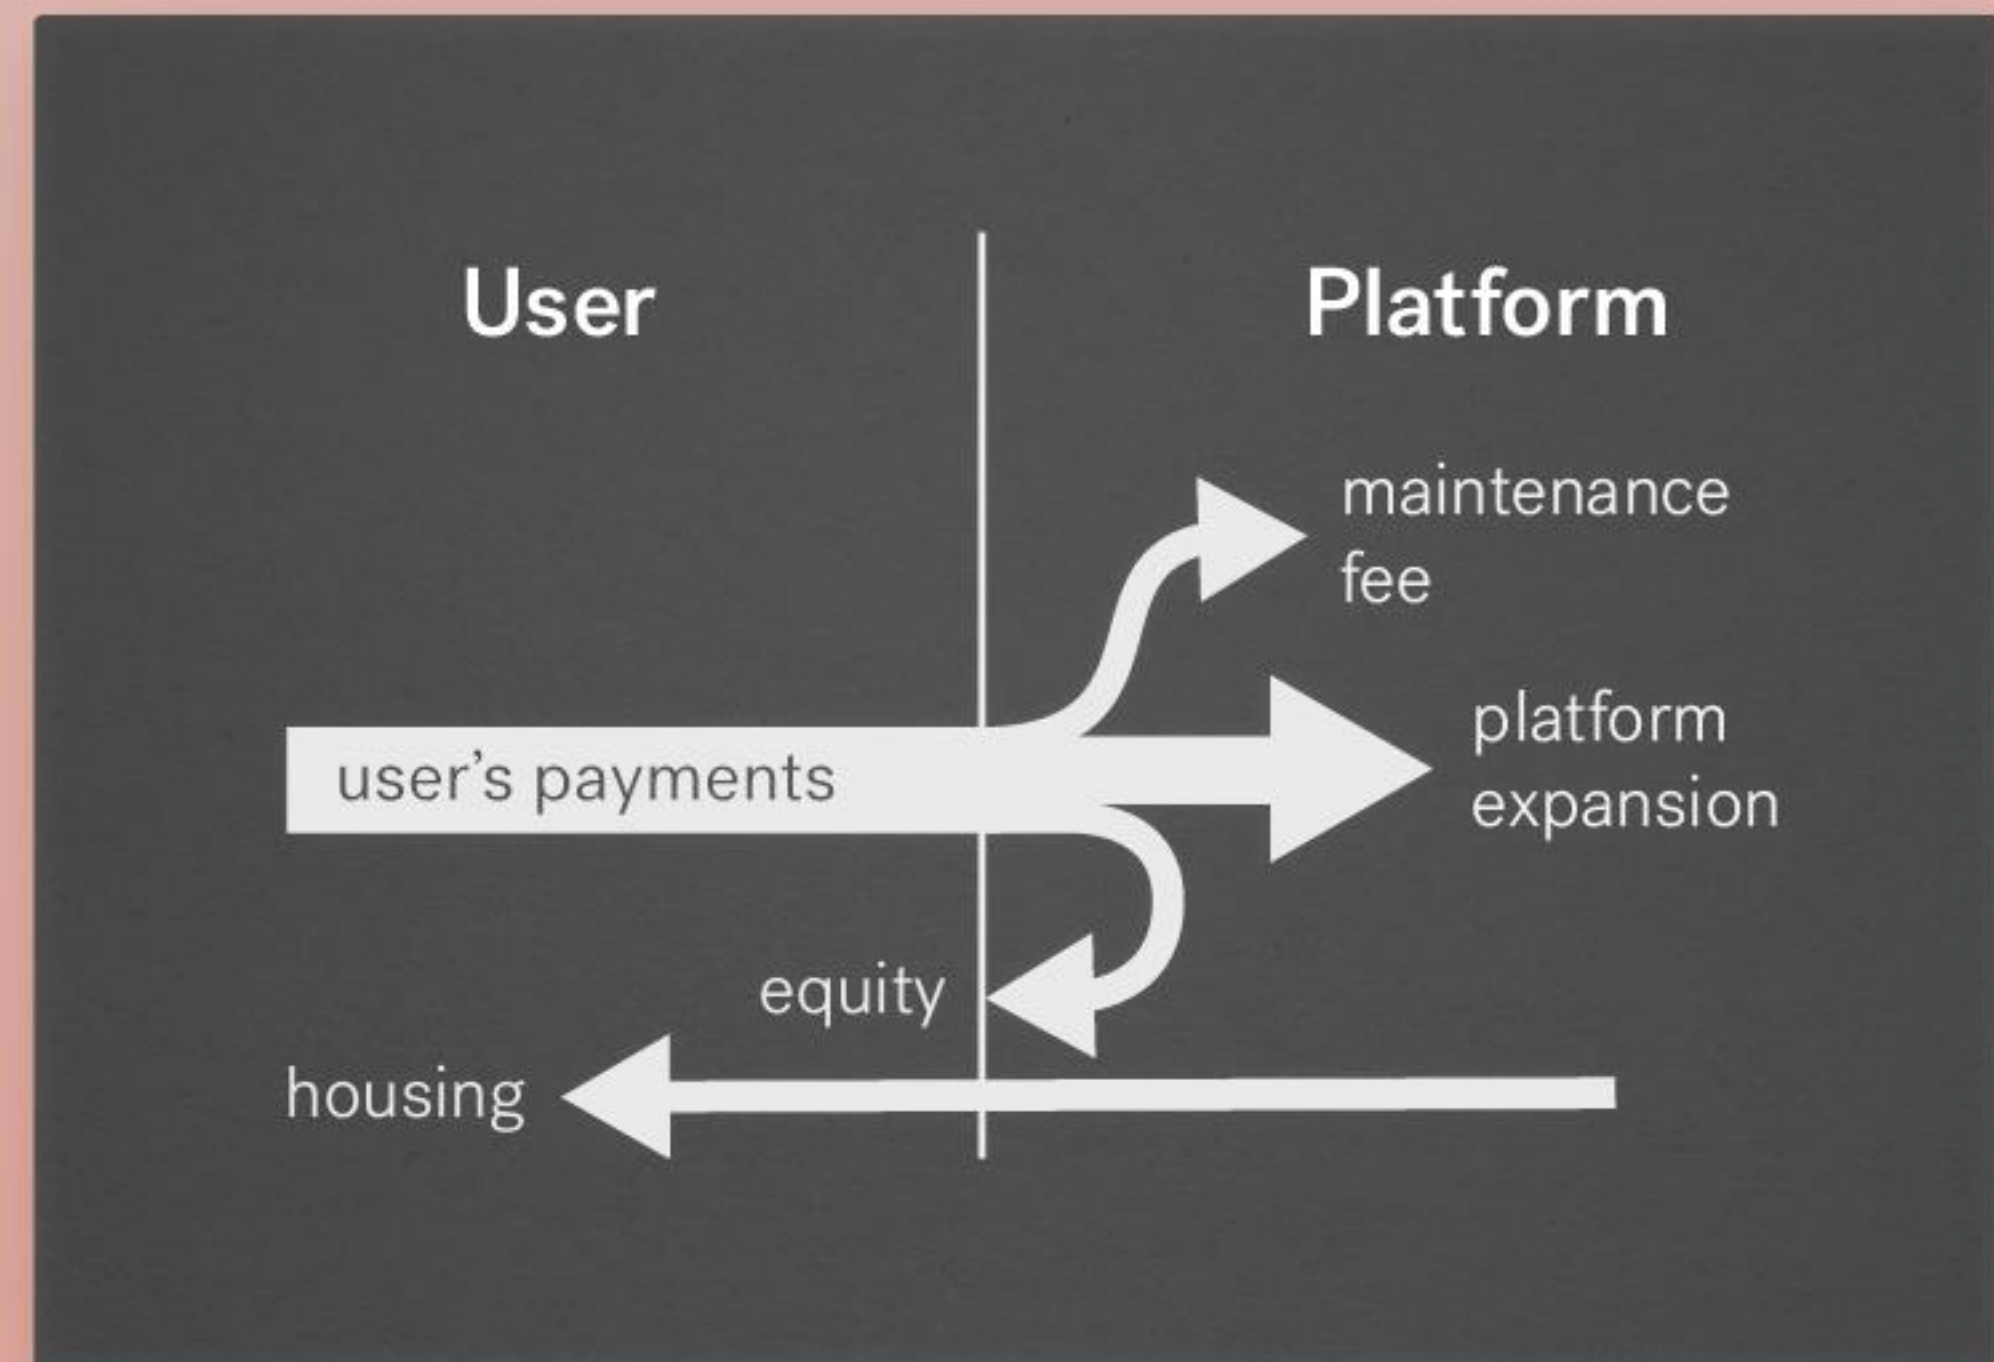 User
Platform
maintenance
fee
platform
expansion
user’s payments
equity
housing